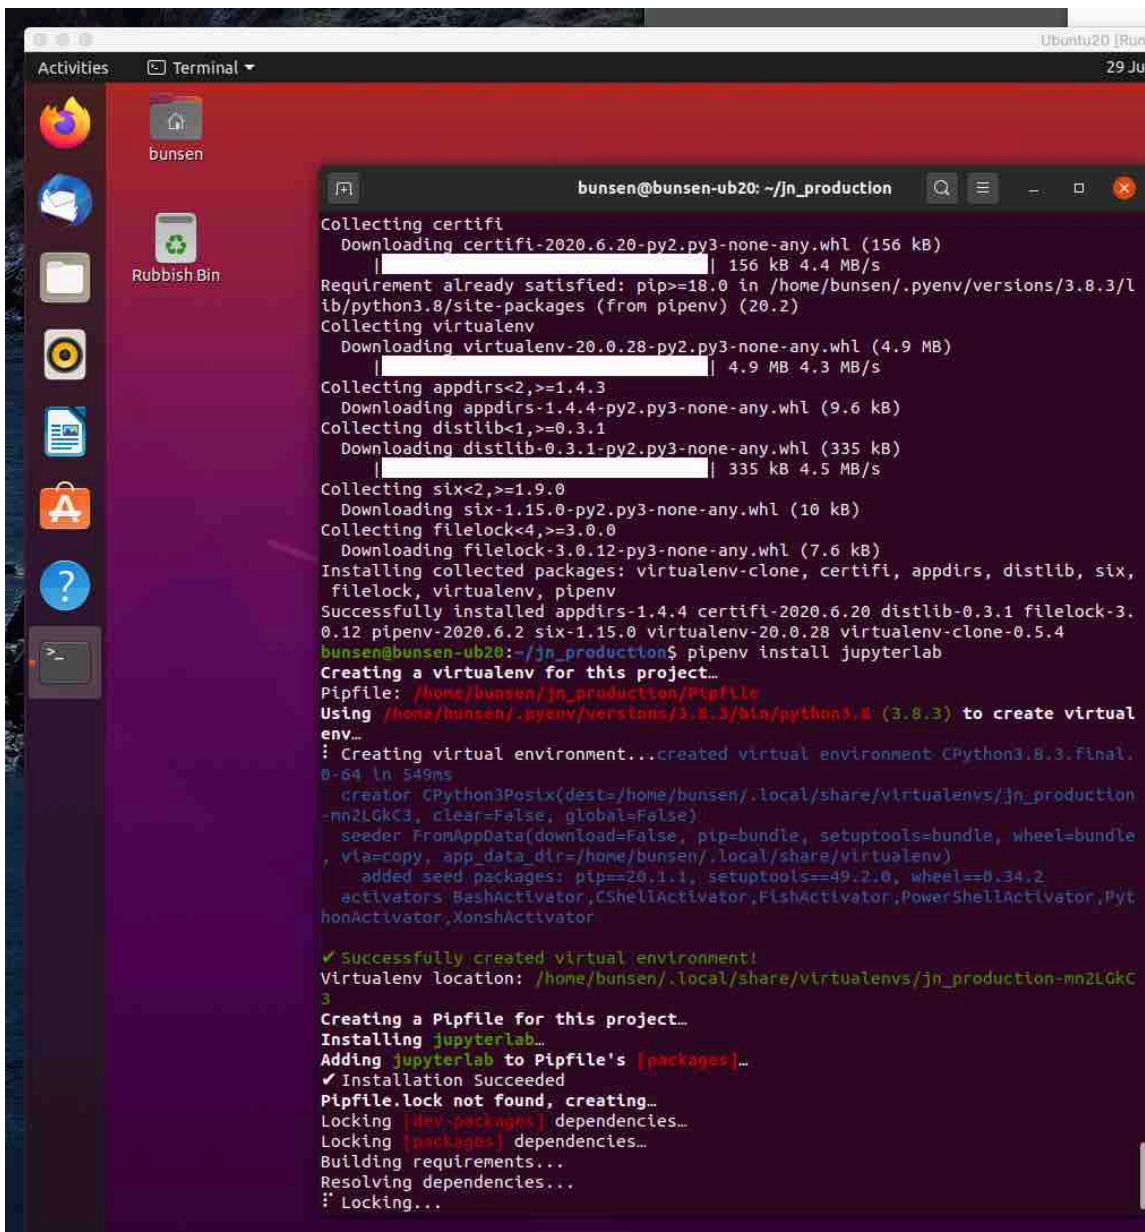 Ubuntu20 [Run
Activities
Terminal
29 Ju
bunsen
Rubbish Bin
bunsen@bunsen-ub20: ~/jn_production
Collecting certifi
Downloading certifi-2020.6.20-py2.py3-none-any.whl (156 kB)
| | 156 kB 4.4 MB/s
Requirement already satisfied: pip>=18.0 in /home/bunsen/.pyenv/versions/3.8.3/l
ib/python3.8/site-packages (from pipenv) (20.2)
Collecting virtualenv
Downloading virtualenv-20.0.28-py2.py3-none-any.whl (4.9 MB)
| | 4.9 MB 4.3 MB/s
Collecting appdirs<2,>=1.4.3
Downloading appdirs-1.4.4-py2.py3-none-any.whl (9.6 kB)
Collecting distlib<1,>=0.3.1
Downloading distlib-0.3.1-py2.py3-none-any.whl (335 kB)
| | 335 kB 4.5 MB/s
Collecting six<2,>=1.9.0
Downloading six-1.15.0-py2.py3-none-any.whl (10 kB)
Collecting filelock<4,>=3.0.0
Downloading filelock-3.0.12-py3-none-any.whl (7.6 kB)
Installing collected packages: virtualenv-clone, certifi, appdirs, distlib, six,
filelock, virtualenv, pipenv
Successfully installed appdirs-1.4.4 certifi-2020.6.20 distlib-0.3.1 filelock-3.
0.12 pipenv-2020.6.2 six-1.15.0 virtualenv-20.0.28 virtualenv-clone-0.5.4
bunsen@bunsen-ub20:~/jn_production$ pipenv install jupyterlab
Creating a virtualenv for this project…
Pipfile: /home/bunsen/jn_production/Pipfile
Using /home/bunsen/.pyenv/versions/3.8.3/bin/python3.8 (3.8.3) to create virtual
env…
⠸ Creating virtual environment...created virtual environment CPython3.8.3.final.
0-64 in 549ms
creator CPython3Posix(dest=/home/bunsen/.local/share/virtualenvs/jn_production
-mn2LGkC3, clear=False, global=False)
seeder FromAppData(download=False, pip=bundle, setuptools=bundle, wheel=bundle
, via=copy, app_data_dir=/home/bunsen/.local/share/virtualenv)
added seed packages: pip==20.1.1, setuptools==49.2.0, wheel==0.34.2
activators BashActivator,CShellActivator,FishActivator,PowerShellActivator,Pyt
honActivator,XonshActivator
✔ Successfully created virtual environment!
Virtualenv location: /home/bunsen/.local/share/virtualenvs/jn_production-mn2LGkC
3
Creating a Pipfile for this project…
Installing jupyterlab…
Adding jupyterlab to Pipfile's [packages]…
✔ Installation Succeeded
Pipfile.lock not found, creating…
Locking [dev-packages] dependencies…
Locking [packages] dependencies…
Building requirements...
Resolving dependencies...
⠋ Locking...